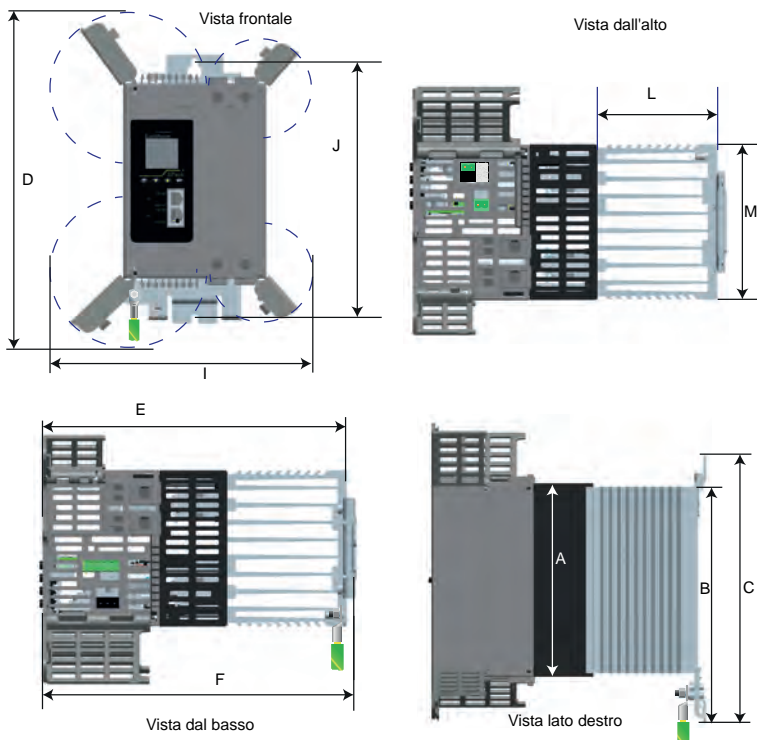 Vista frontale
Vista dall'alto
D
J
I
L
M
E
F
Vista dal basso
A
B
C
Vista lato destro